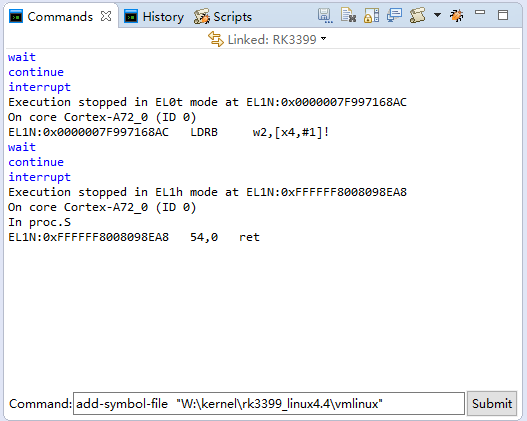 Commands History Scripts
Linked: RK3399
wait
continue
interrupt
Execution stopped in EL0t mode at EL1N:0x0000007F997168AC
On core Cortex-A72_0 (ID 0)
EL1N:0x0000007F997168AC LDRB w2,[x4,#1]!
wait
continue
interrupt
Execution stopped in EL1h mode at EL1N:0xFFFFFF8008098EA8
On core Cortex-A72_0 (ID 0)
In proc.S
EL1N:0xFFFFFF8008098EA8 54,0 ret
Command: add-symbol-file "W:\kernel\rk3399_linux4.4\vmlinux" Submit